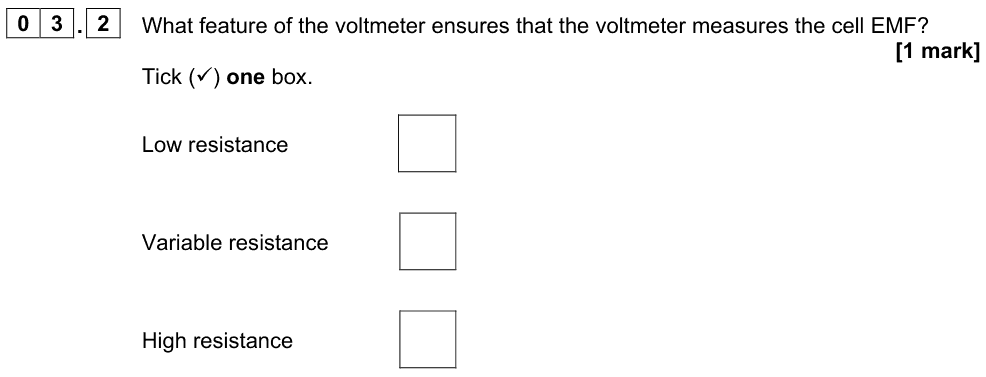 0 3 . 2 What feature of the voltmeter ensures that the voltmeter measures the cell EMF?
[1 mark]
Tick (✓) one box.
Low resistance
Variable resistance
High resistance